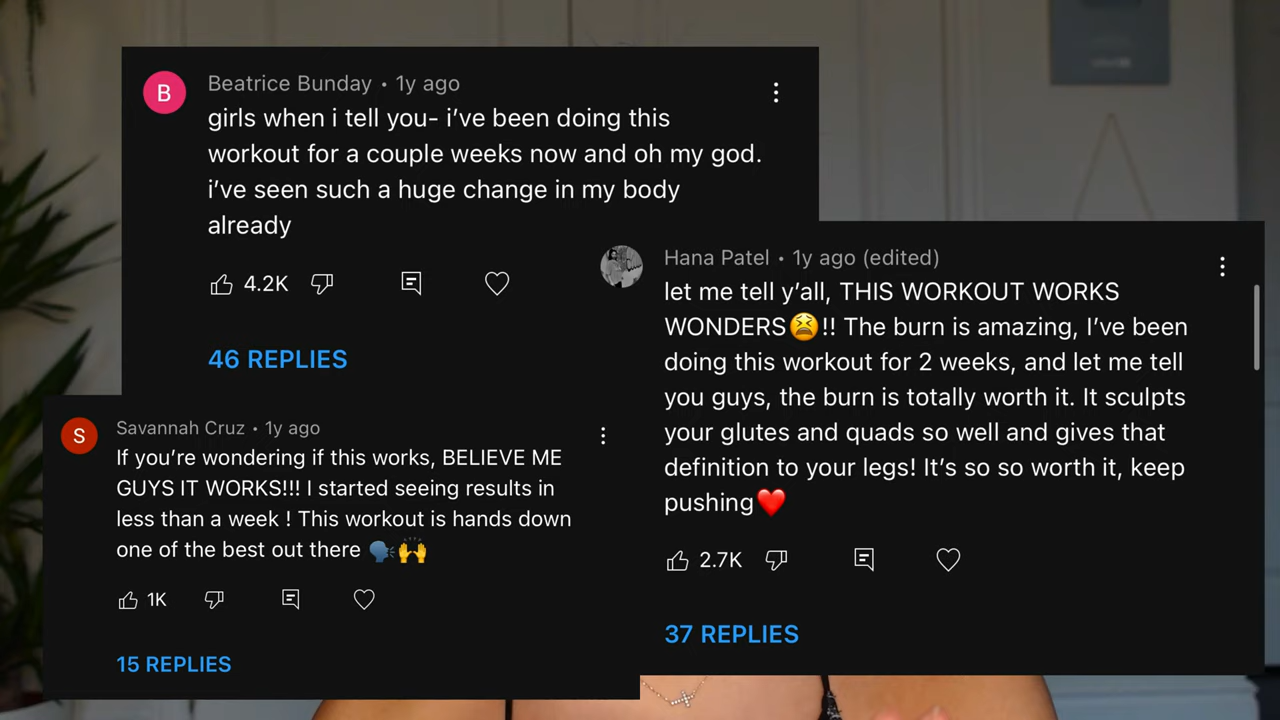 B
Beatrice Bunday • 1y ago
girls when i tell you- i’ve been doing this
workout for a couple weeks now and oh my god.
i’ve seen such a huge change in my body
already
4.2K
46 REPLIES
Hana Patel • 1y ago (edited)
let me tell y’all, THIS WORKOUT WORKS
WONDERS😫!! The burn is amazing, I’ve been
doing this workout for 2 weeks, and let me tell
you guys, the burn is totally worth it. It sculpts
your glutes and quads so well and gives that
definition to your legs! It’s so so worth it, keep
pushing❤️
2.7K
37 REPLIES
S
Savannah Cruz • 1y ago
If you’re wondering if this works, BELIEVE ME
GUYS IT WORKS!!! I started seeing results in
less than a week ! This workout is hands down
one of the best out there 🗣️🙌
1K
15 REPLIES